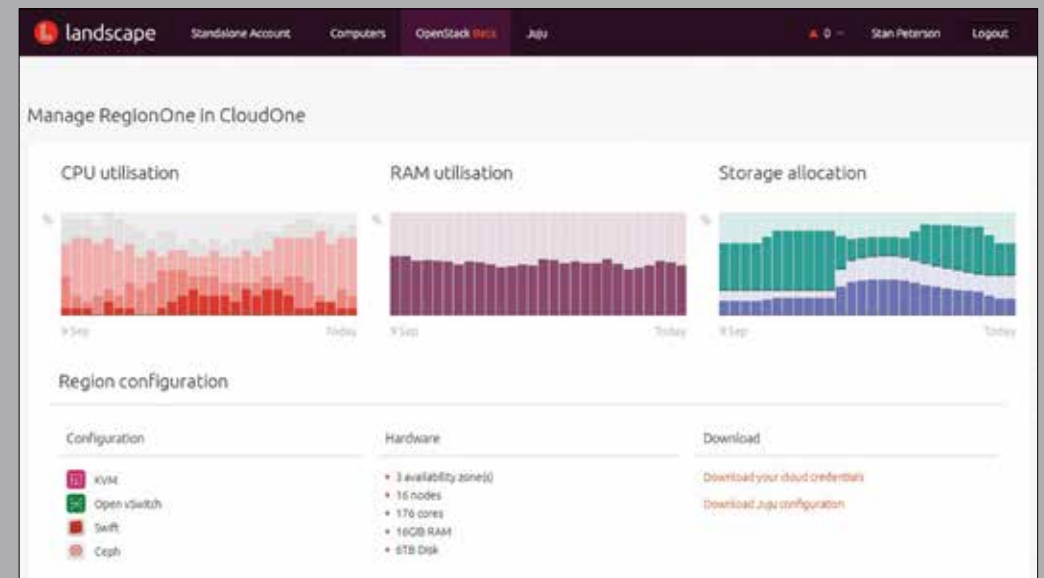 landscape Standalone Account Computers OpenStack Beta Juju 0 Stan Peterson Logout
Manage RegionOne in CloudOne
CPU utilisation RAM utilisation Storage allocation
% % %
9 Sep Today 9 Sep Today 9 Sep Today
Region configuration
Configuration Hardware Download
KVM 3 availability zone(s) Download your cloud credentials
Open vSwitch 16 nodes Download Juju configuration
Swift 176 cores
Ceph 16GB RAM
6TB Disk